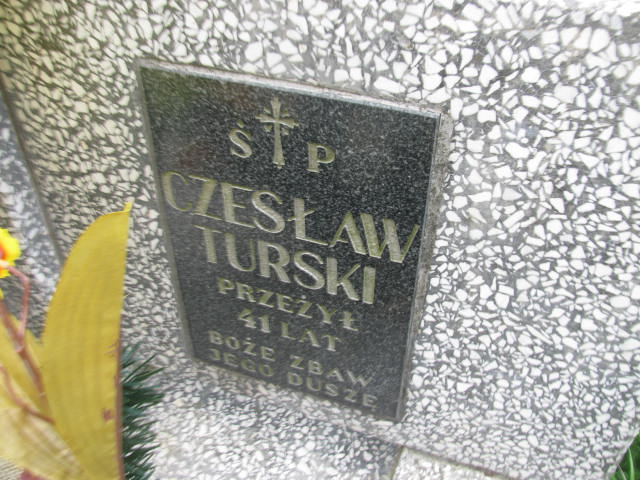 Ś P
CZESŁAW
TURSKI
PRZEŻYŁ
41 LAT
BOŻE ZBAW
JEGO DUSZE